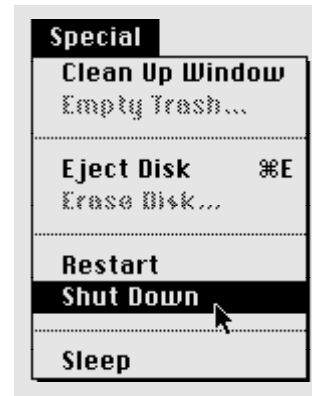 Special
Clean Up Window
Empty Trash...
Eject Disk ⌘E
Erase Disk...
Restart
Shut Down
Sleep